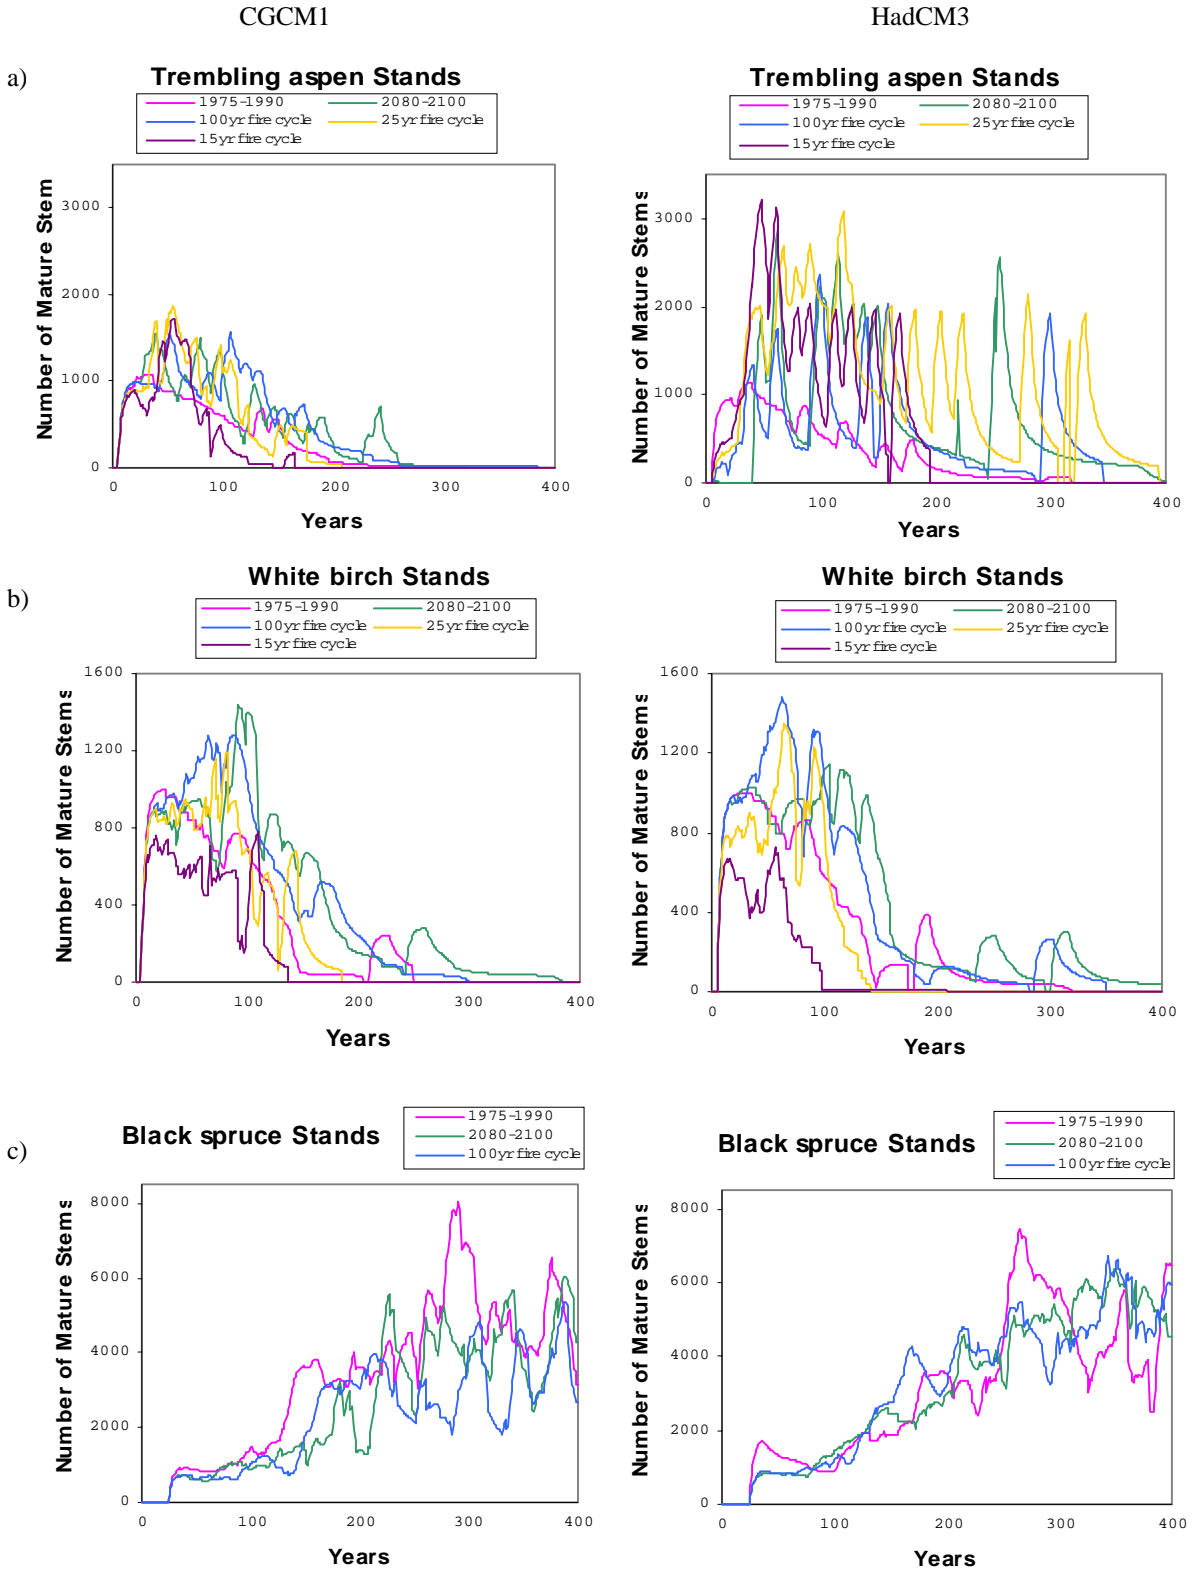 CGCM1
HadCM3
a)
Trembling aspen Stands
1975-1990
2080-2100
100yr fire cycle
25yr fire cycle
15yr fire cycle
Number of Mature Stem
3000
2000
1000
0
0 100 200 300 400
Years
Trembling aspen Stands
1975-1990
2080-2100
100yr fire cycle
25yr fire cycle
15yr fire cycle
Number of Mature Stems
3000
2000
1000
0
0 100 200 300 400
Years
b)
White birch Stands
1975-1990
2080-2100
100yr fire cycle
25yr fire cycle
15yr fire cycle
Number of Mature Stems
1600
1200
800
400
0
0 100 200 300 400
Years
White birch Stands
1975-1990
2080-2100
100yr fire cycle
25yr fire cycle
15yr fire cycle
Number of Mature Stems
1600
1200
800
400
0
0 100 200 300 400
Years
c)
Black spruce Stands
1975-1990
2080-2100
100yr fire cycle
Number of Mature Stems
8000
6000
4000
2000
0
0 100 200 300 400
Years
Black spruce Stands
1975-1990
2080-2100
100yr fire cycle
Number of Mature Stems
8000
6000
4000
2000
0
0 100 200 300 400
Years